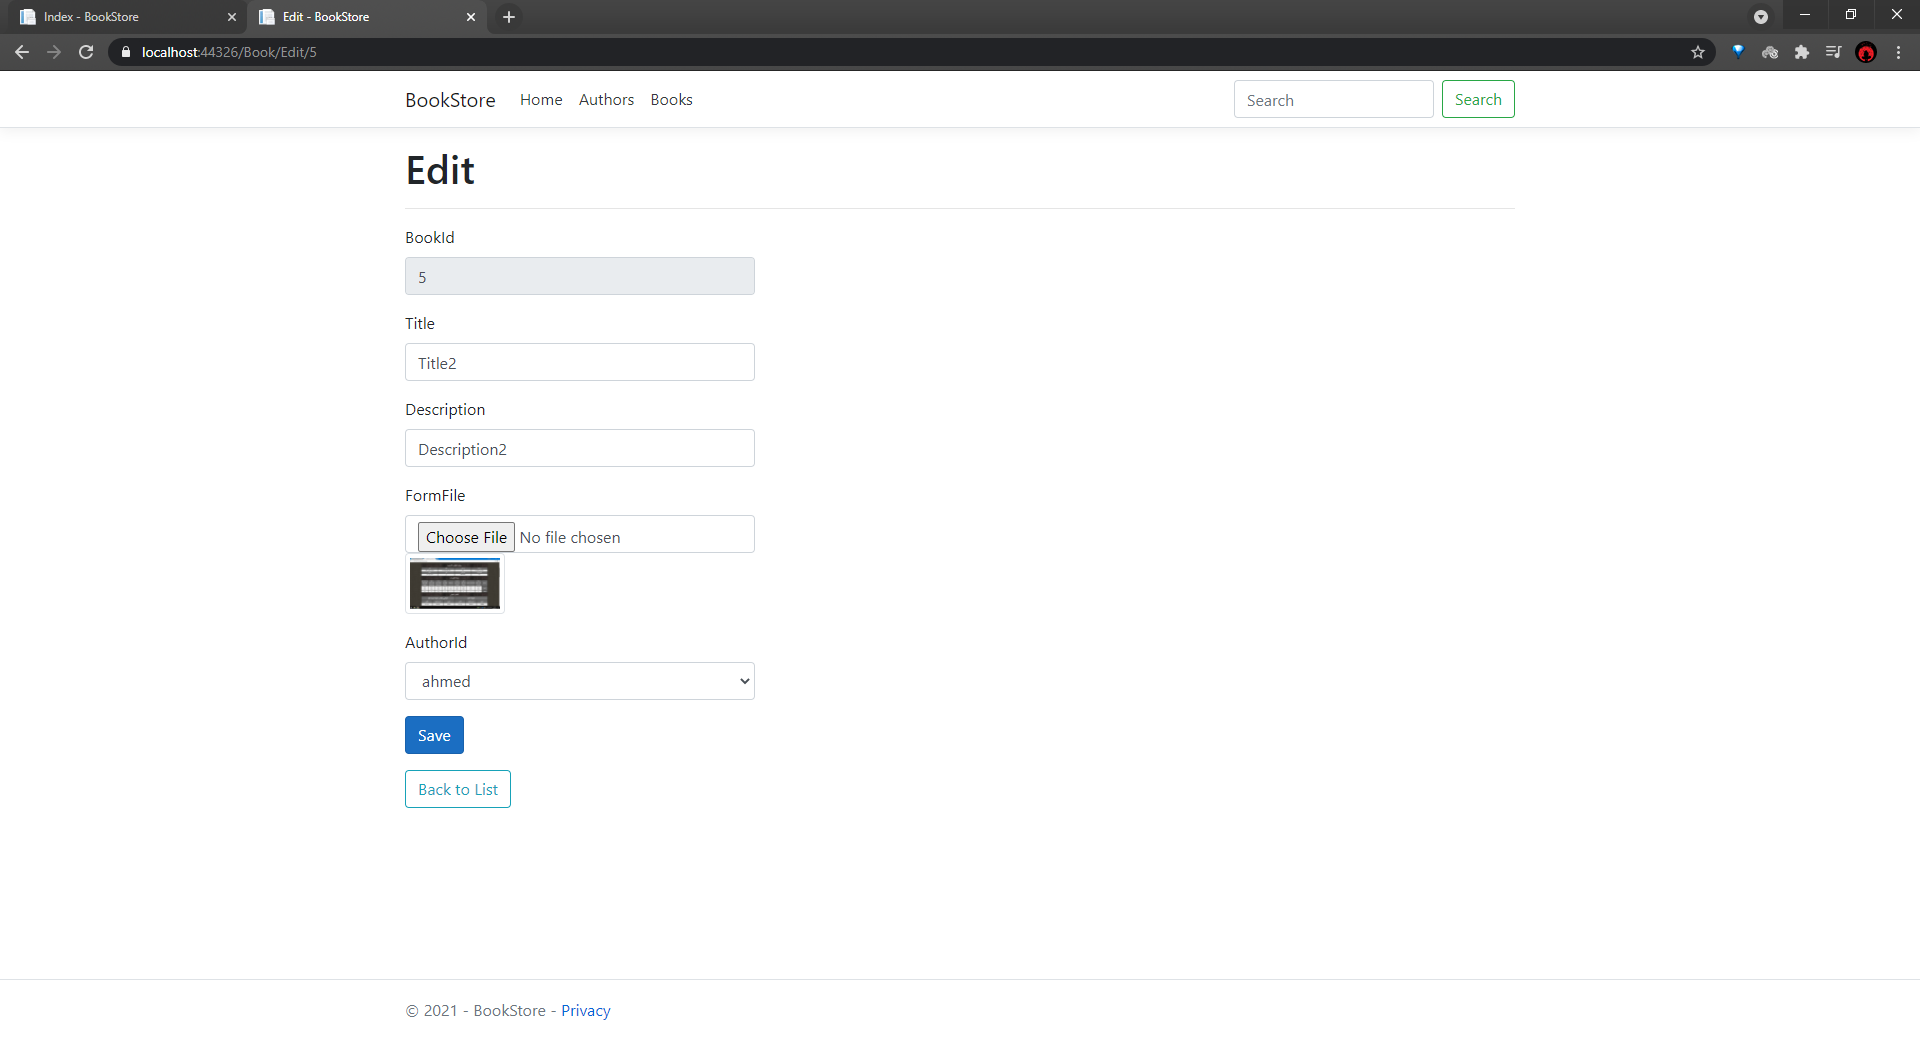 Index - BookStore
Edit - BookStore
localhost:44326/Book/Edit/5
BookStore Home Authors Books Search Search
Edit
BookId
5
Title
Title2
Description
Description2
FormFile
Choose File No file chosen
AuthorId
ahmed
Save
Back to List
© 2021 - BookStore - Privacy